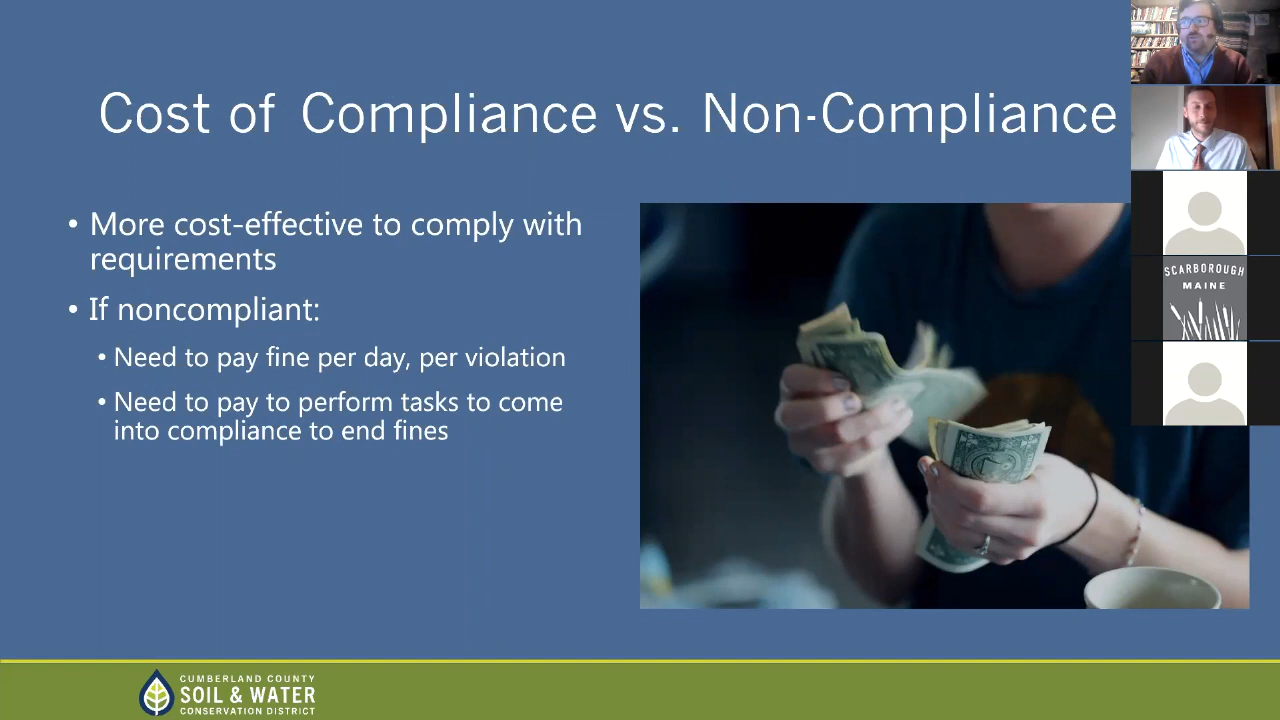 Cost of Compliance vs. Non-Compliance
• More cost-effective to comply with
requirements
• If noncompliant:
• Need to pay fine per day, per violation
• Need to pay to perform tasks to come
into compliance to end fines
SCARBOROUGH
MAINE
CUMBERLAND COUNTY
SOIL & WATER
CONSERVATION DISTRICT